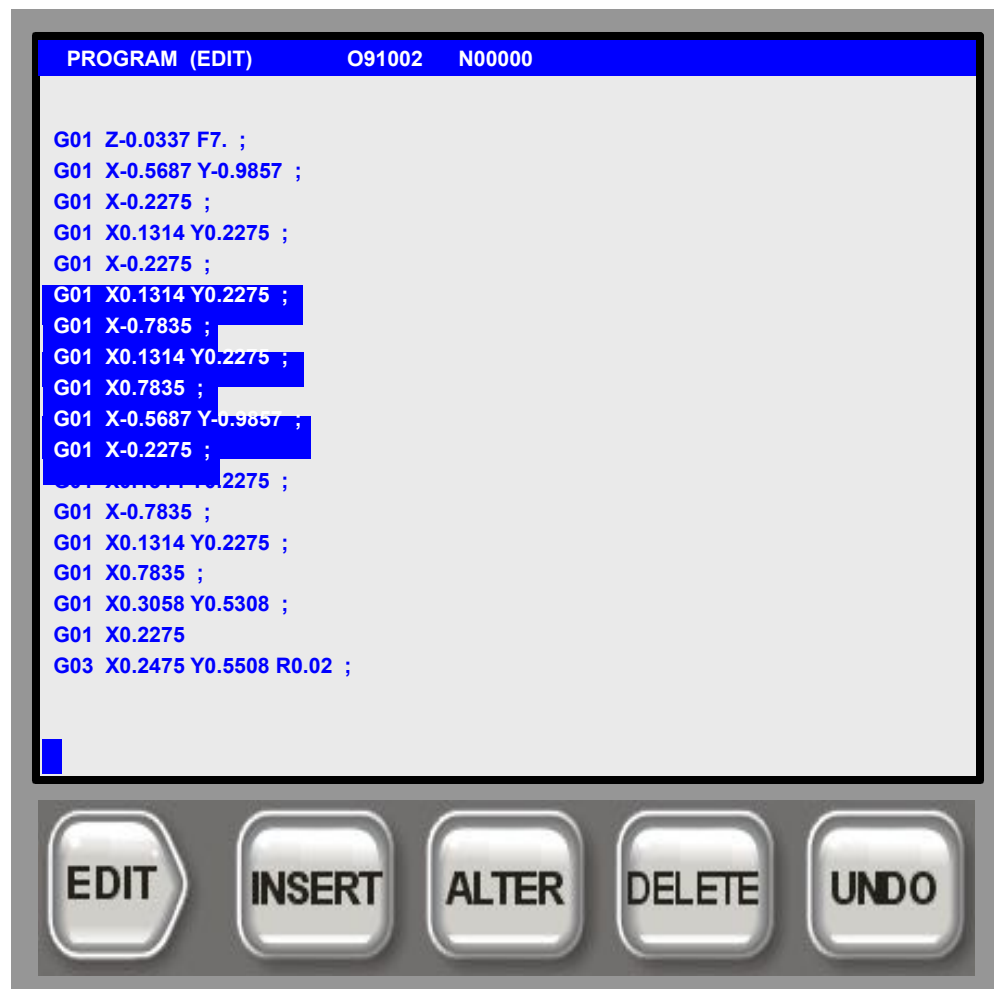 PROGRAM (EDIT) O91002 N00000
G01 Z-0.0337 F7. ;
G01 X-0.5687 Y-0.9857 ;
G01 X-0.2275 ;
G01 X0.1314 Y0.2275 ;
G01 X-0.2275 ;
G01 X0.1314 Y0.2275 ;
G01 X-0.7835 ;
G01 X0.1314 Y0.2275 ;
G01 X0.7835 ;
G01 X-0.5687 Y-0.9857 ;
G01 X-0.2275 ;
G01 X0.1314 Y0.2275 ;
G01 X-0.7835 ;
G01 X0.1314 Y0.2275 ;
G01 X0.7835 ;
G01 X0.3058 Y0.5308 ;
G01 X0.2275
G03 X0.2475 Y0.5508 R0.02 ;
EDIT INSERT ALTER DELETE UNDO